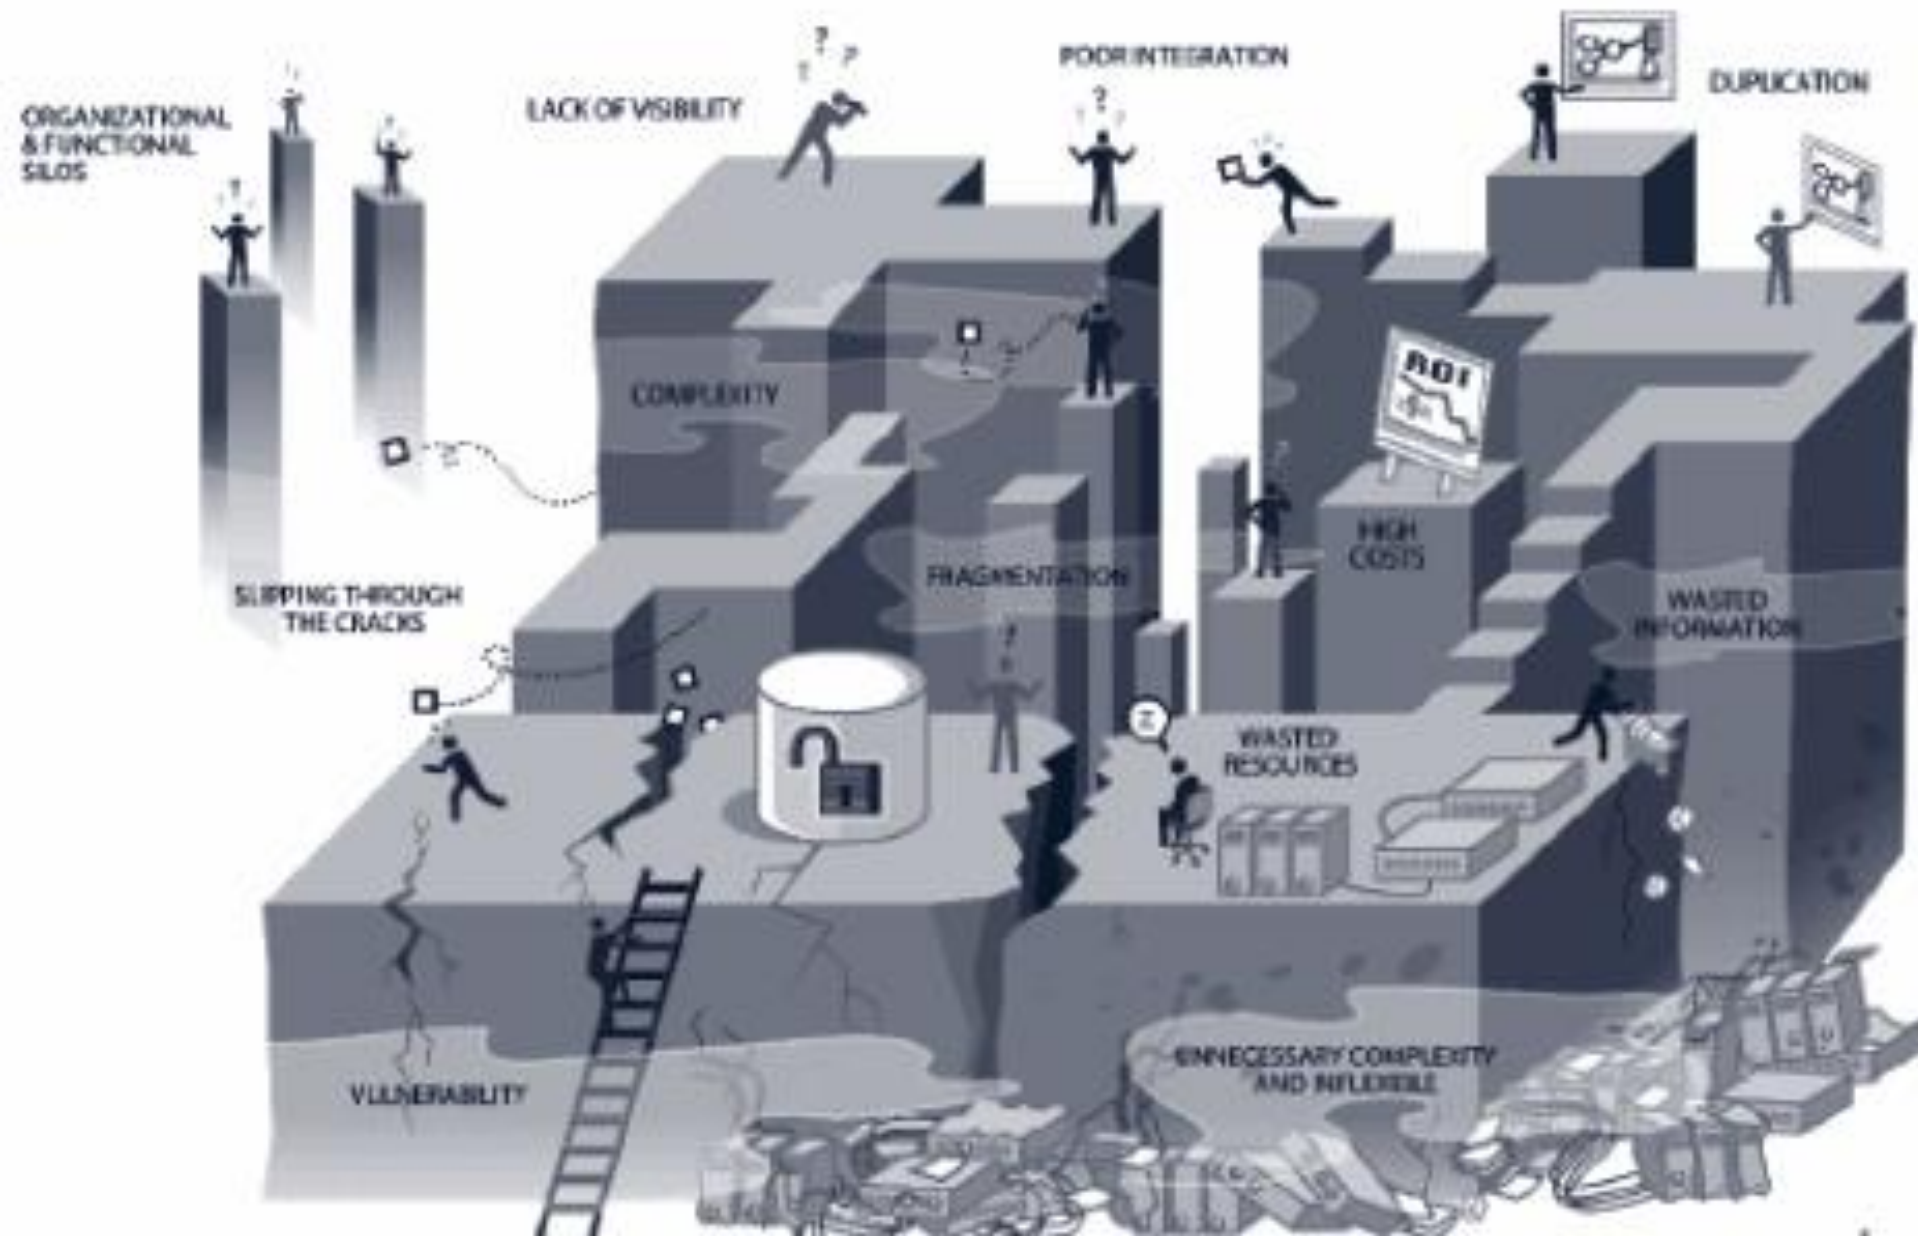 POOR INTEGRATION
DUPLICATION
LACK OF VISIBILITY
ORGANIZATIONAL
& FUNCTIONAL
SILOS
ROI
$
COMPLEXITY
HIGH
COSTS
FRAGMENTATION
SLIPPING THROUGH
THE CRACKS
WASTED
INFORMATION
WASTED
RESOURCES
UNNECESSARY COMPLEXITY
AND INFLEXIBLE
VULNERABILITY